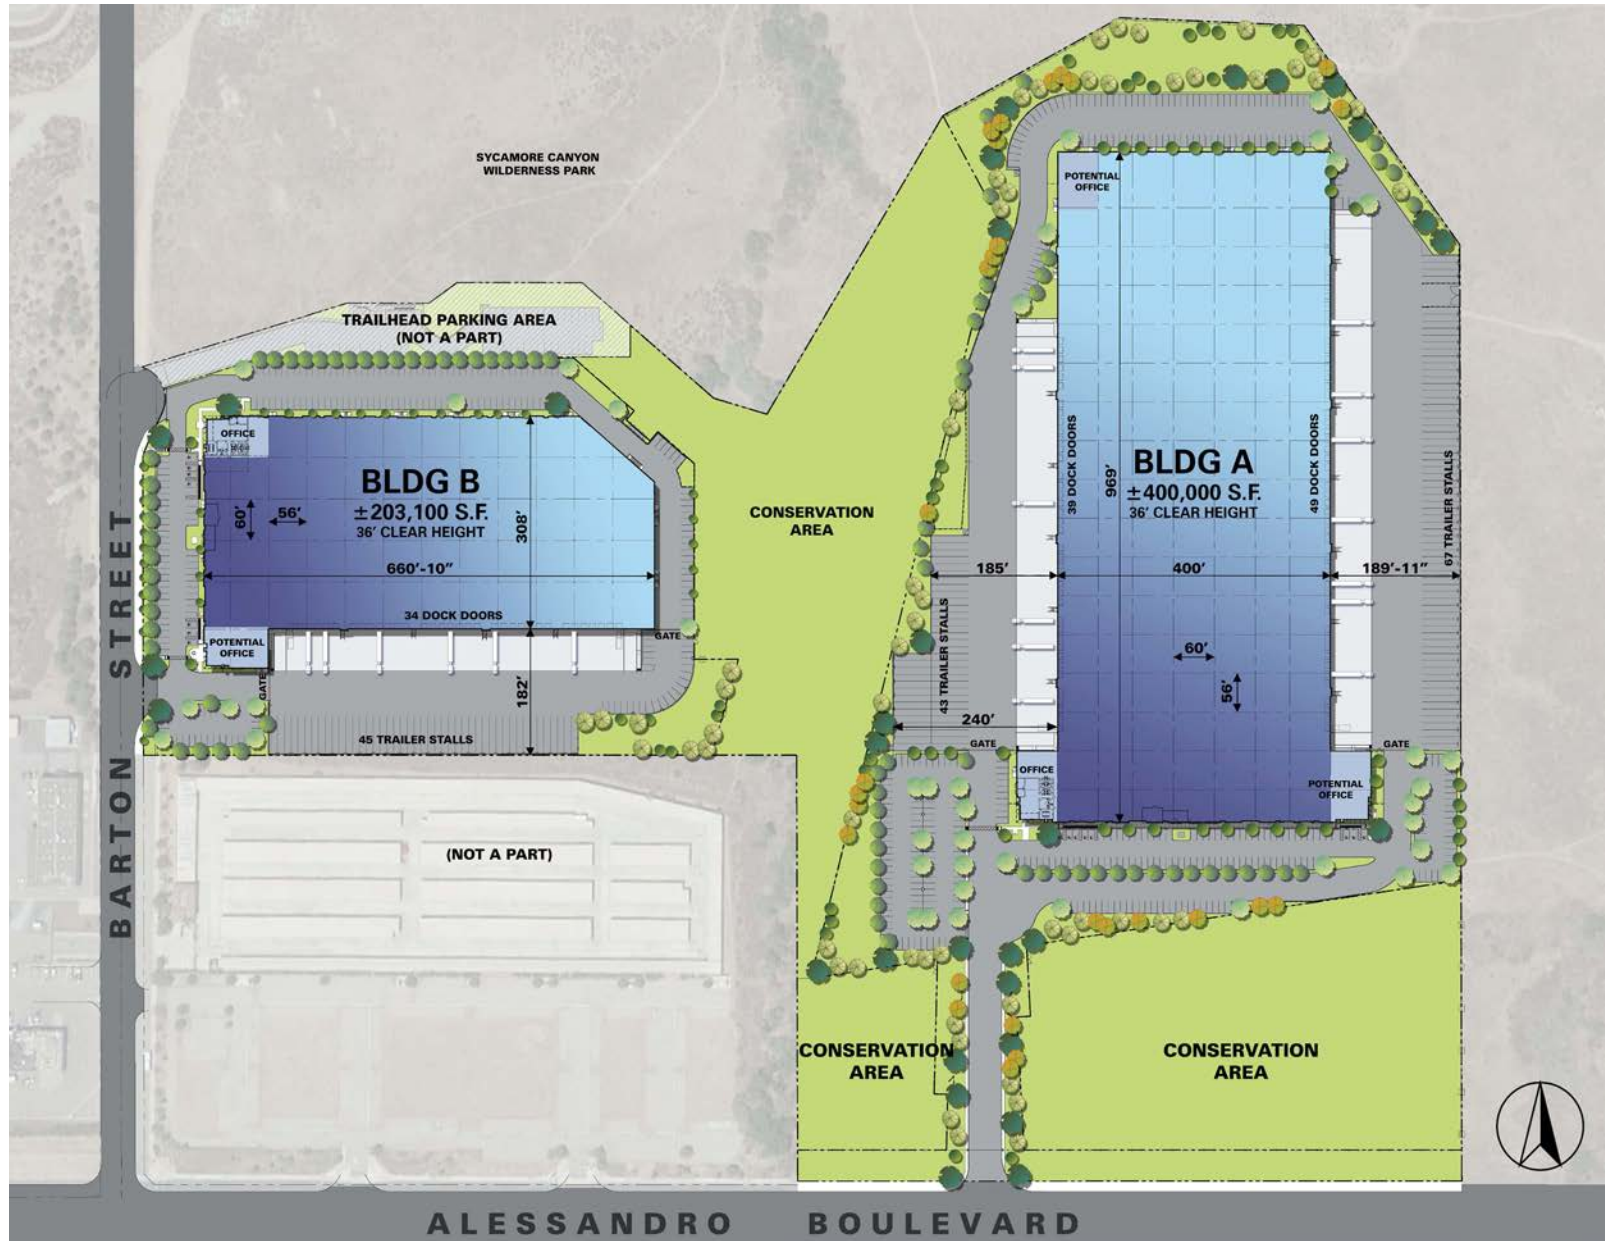 SYCAMORE CANYON
WILDERNESS PARK
TRAILHEAD PARKING AREA
(NOT A PART)
OFFICE
BLDG B
±203,100 S.F.
36' CLEAR HEIGHT
60'
56'
308'
660'-10"
34 DOCK DOORS
POTENTIAL
OFFICE
GATE
GATE
182'
45 TRAILER STALLS
BARTON STREET
(NOT A PART)
CONSERVATION
AREA
POTENTIAL
OFFICE
969'
39 DOCK DOORS
BLDG A
±400,000 S.F.
36' CLEAR HEIGHT
49 DOCK DOORS
67 TRAILER STALLS
185'
400'
189'-11"
43 TRAILER STALLS
60'
56'
240'
GATE
GATE
OFFICE
POTENTIAL
OFFICE
CONSERVATION
AREA
CONSERVATION
AREA
ALESSANDRO BOULEVARD